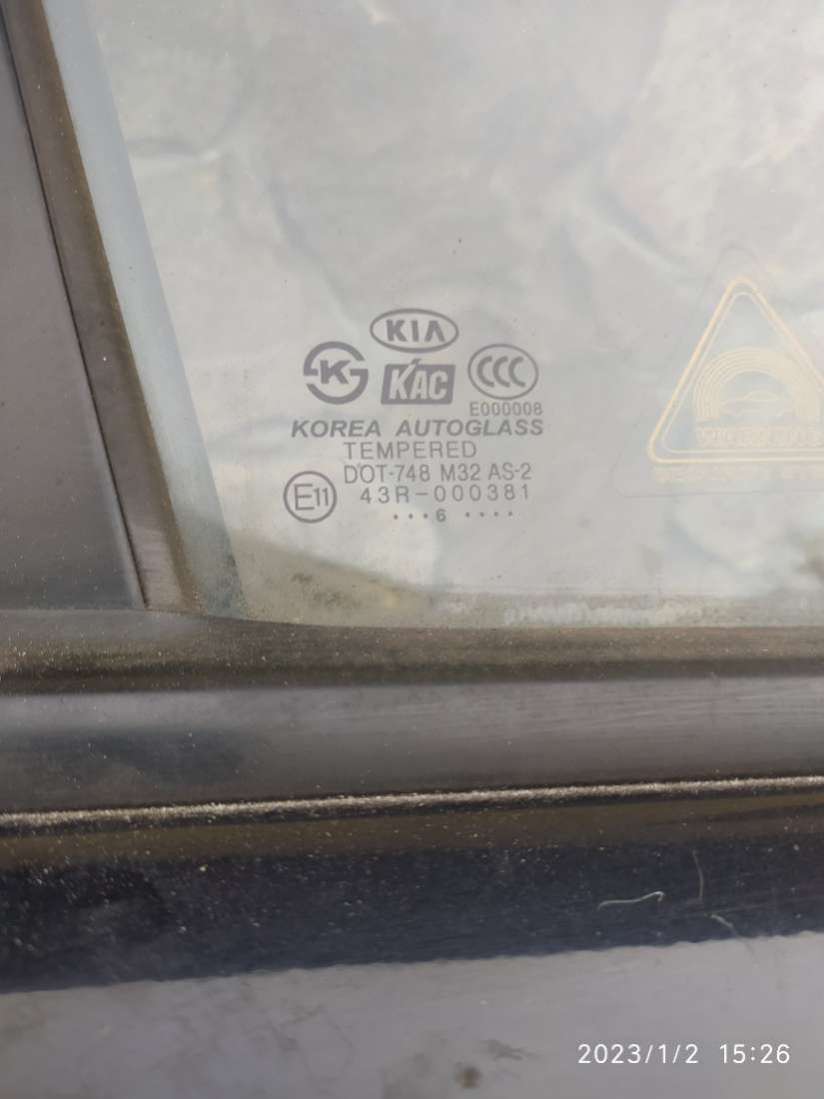 KIA
K
KAC
CCC
E000008
KOREA AUTOGLASS
TEMPERED
DOT-748 M32 AS-2
E11
43R-000381
•••6 ••••
2023/1/2 15:26